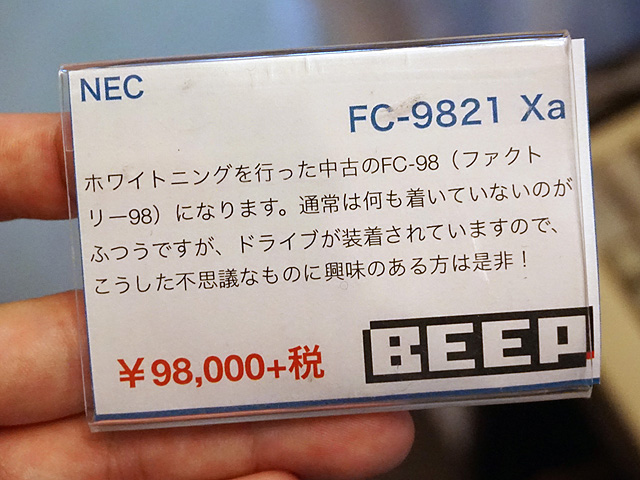 NEC
FC-9821 Xa
ホワイトニングを行った中古のFC-98（ファクト
リー98）になります。通常は何も着いていないのが
ふつうですが、ドライブが装着されていますので、
こうした不思議なものに興味のある方は是非！
￥98,000+税
BEEP.